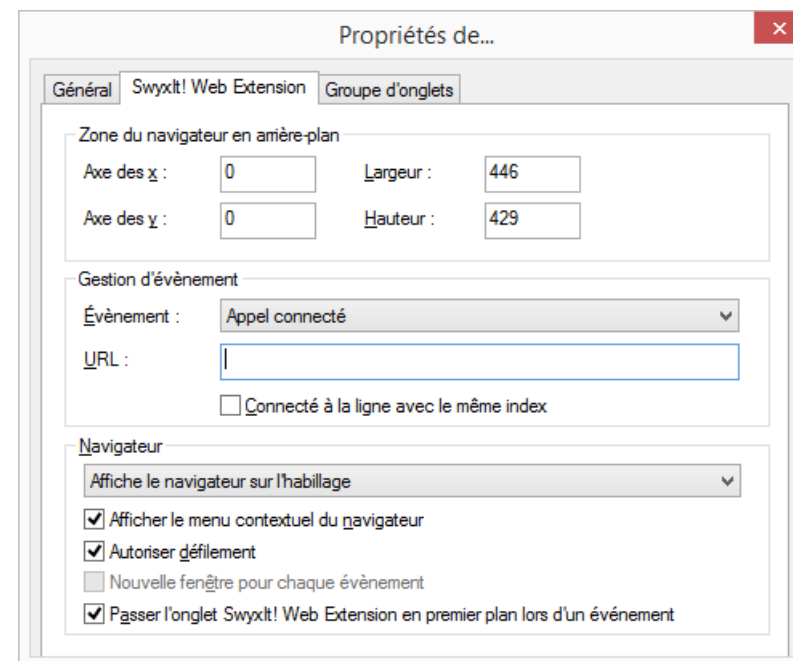 Propriétés de...
Général SwyxIt! Web Extension Groupe d'onglets
Zone du navigateur en arrière-plan
Axe des x : 0 Largeur : 446
Axe des y : 0 Hauteur : 429
Gestion d'évènement
Évènement : Appel connecté
URL :
Connecté à la ligne avec le même index
Navigateur
Affiche le navigateur sur l'habillage
Afficher le menu contextuel du navigateur
Autoriser défilement
Nouvelle fenêtre pour chaque évènement
Passer l'onglet SwyxIt! Web Extension en premier plan lors d'un événement